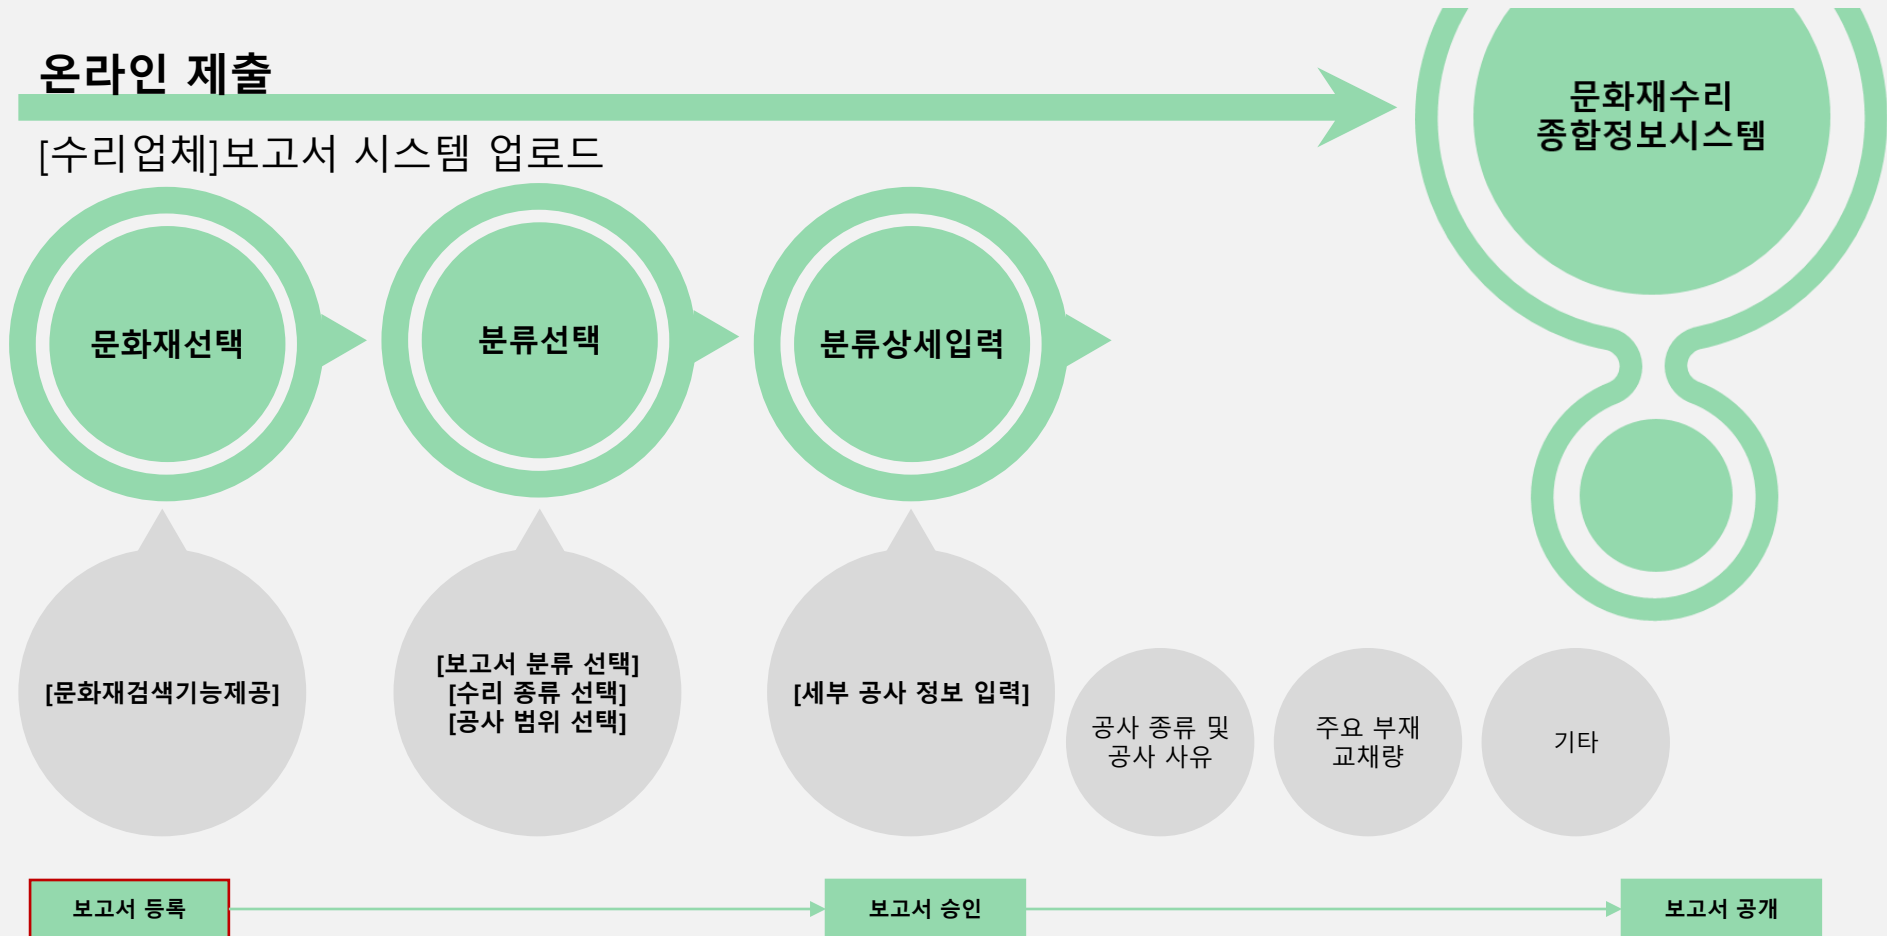 온라인 제출
[수리업체]보고서 시스템 업로드
문화재수리
종합정보시스템
문화재선택
분류선택
분류상세입력
[문화재검색기능제공]
[보고서 분류 선택]
[수리 종류 선택]
[공사 범위 선택]
[세부 공사 정보 입력]
공사 종류 및
공사 사유
주요 부재
교채량
기타
보고서 등록
보고서 승인
보고서 공개